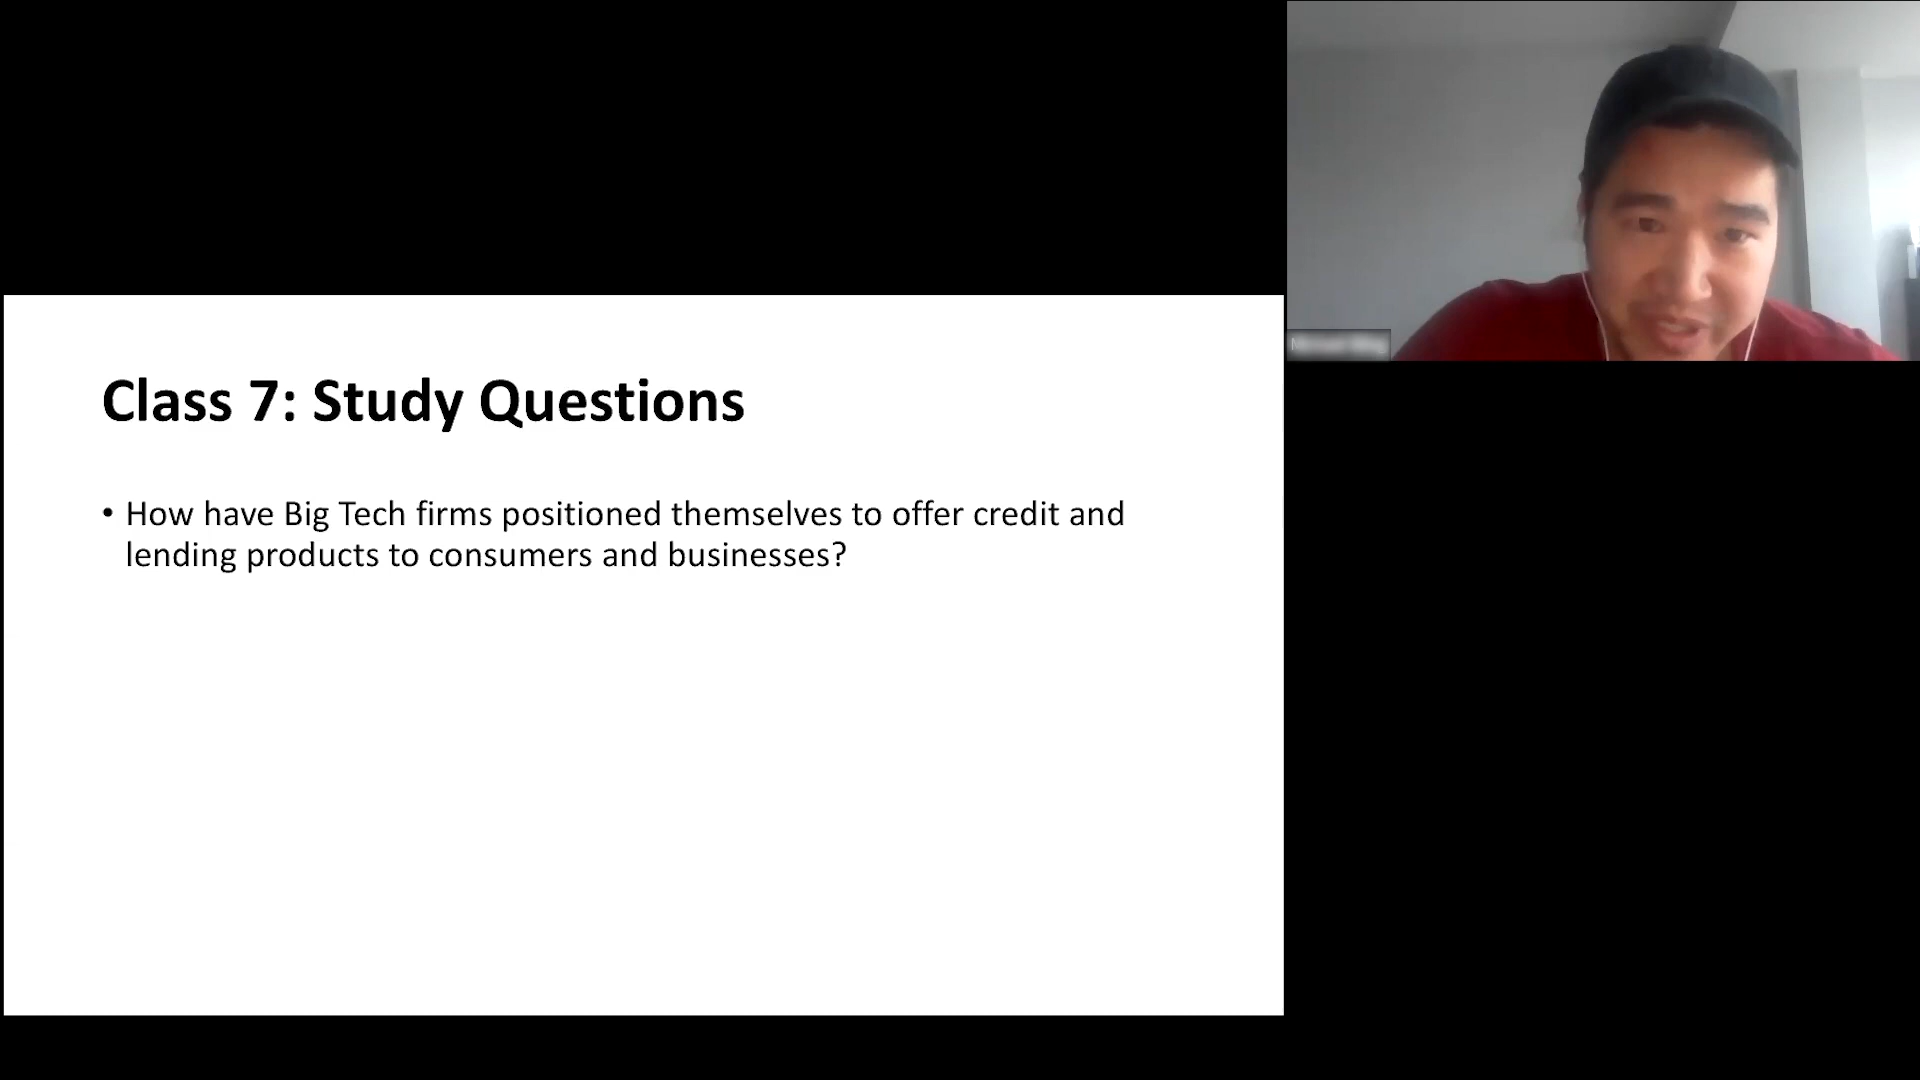 Class 7: Study Questions
• How have Big Tech firms positioned themselves to offer credit and
lending products to consumers and businesses?